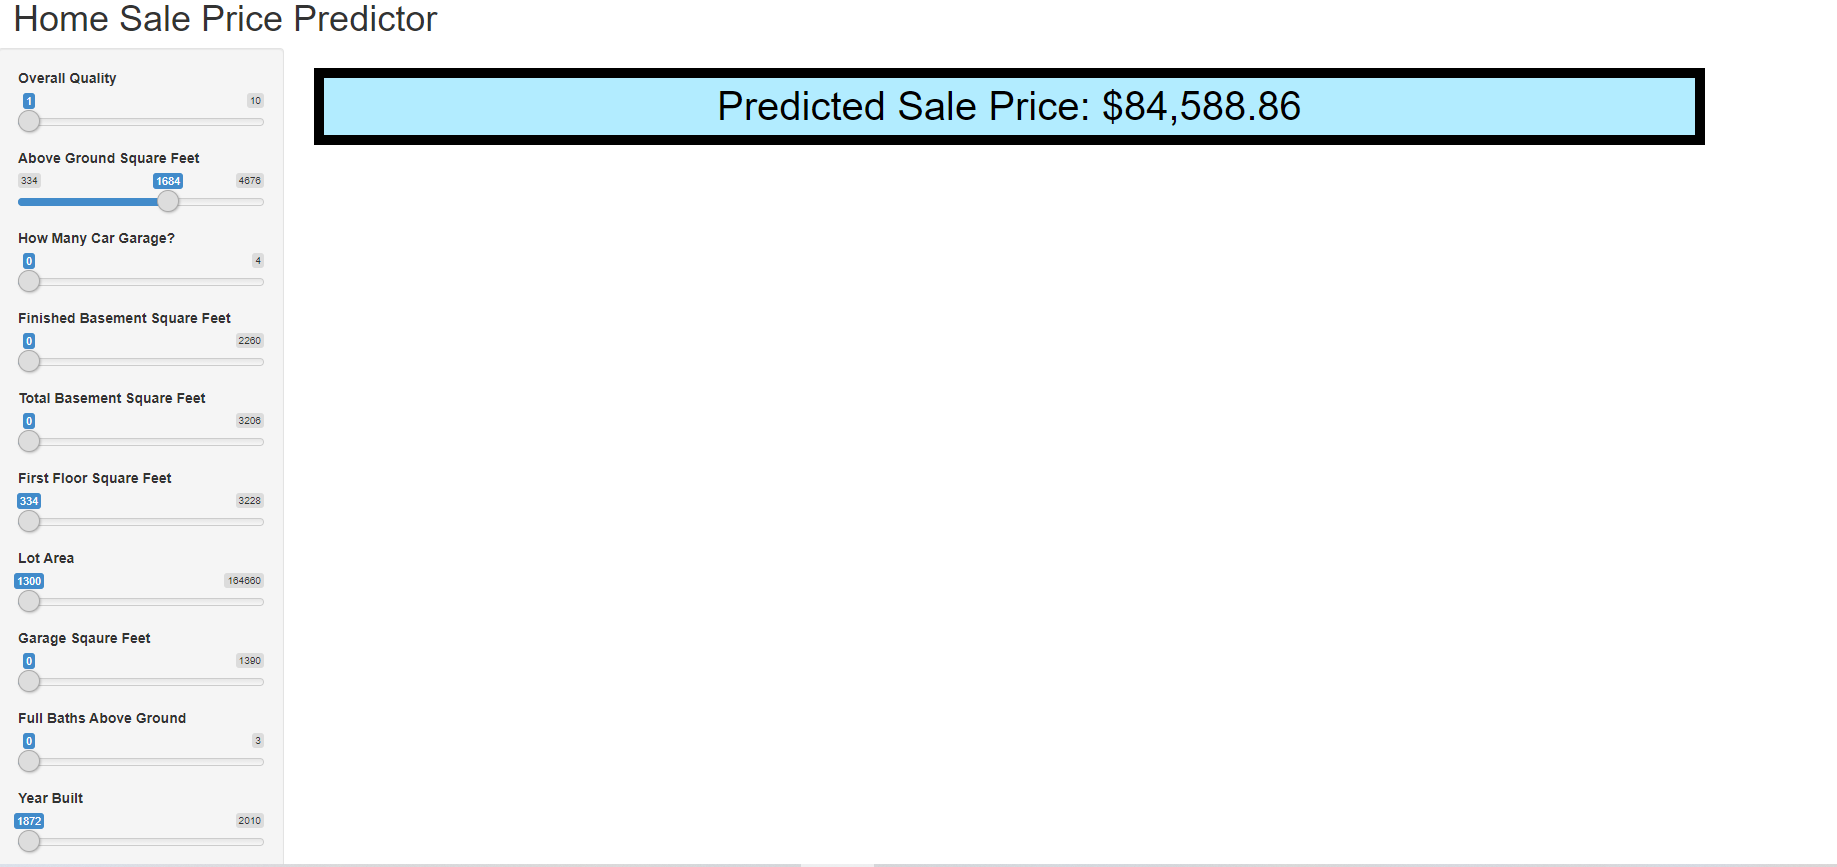 Home Sale Price Predictor
Overall Quality
1 10
Above Ground Square Feet
334 1684 4676
How Many Car Garage?
0 4
Finished Basement Square Feet
0 2260
Total Basement Square Feet
0 3206
First Floor Square Feet
334 3228
Lot Area
1300 164660
Garage Sqaure Feet
0 1390
Full Baths Above Ground
0 3
Year Built
1872 2010
Predicted Sale Price: $84,588.86